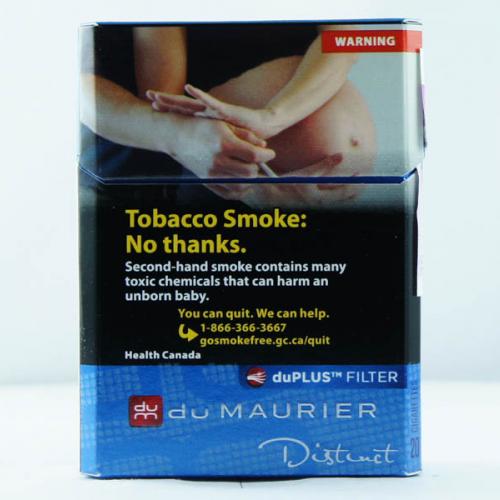 WARNING
Tobacco Smoke:
No thanks.
Second-hand smoke contains many
toxic chemicals that can harm an
unborn baby.
You can quit. We can help.
1-866-366-3667
gosmokefree.gc.ca/quit
Health Canada
duPLUS™ FILTER
du
m
du MAURIER
Distinct
20 CIGARETTE